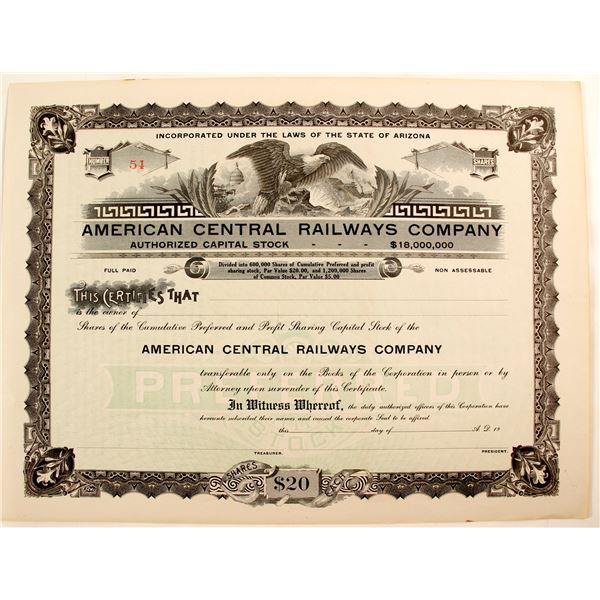 INCORPORATED UNDER THE LAWS OF THE STATE OF ARIZONA
NUMBER 54 SHARES
AMERICAN CENTRAL RAILWAYS COMPANY
AUTHORIZED CAPITAL STOCK - - $18,000,000
FULL PAID
Divided into 600,000 Shares of Cumulative Preferred and profit
sharing stock, Par Value $20.00, and 1,200,000 Shares
of Common Stock, Par Value $5.00
NON ASSESSABLE
THIS CERTIFIES THAT
is the owner of
Shares of the Cumulative Preferred and Profit Sharing Capital Stock of the
AMERICAN CENTRAL RAILWAYS COMPANY
transferable only on the Books of the Corporation in person or by
Attorney upon surrender of this Certificate.
PREFERRED
STOCK
In Witness Whereof, the duly authorized officers of this Corporation have
hereunto subscribed their names and caused the corporate Seal to be affixed.
this day of A.D. 19
TREASURER. PRESIDENT.
SHARES
$20